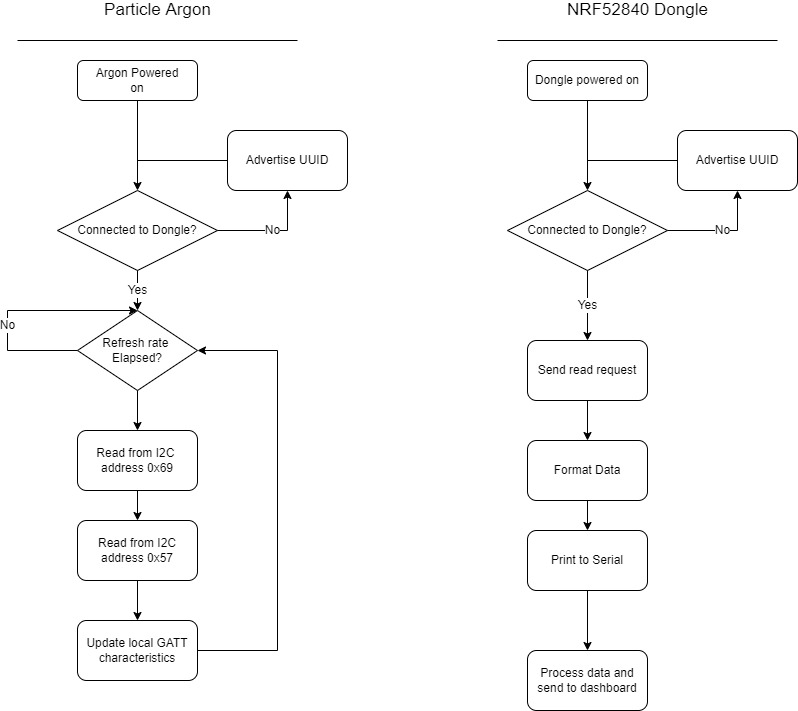 Particle Argon
Argon Powered
on
Advertise UUID
Connected to Dongle?
No
Yes
No
Refresh rate
Elapsed?
Read from I2C
address 0x69
Read from I2C
address 0x57
Update local GATT
characteristics
NRF52840 Dongle
Dongle powered on
Advertise UUID
Connected to Dongle?
No
Yes
Send read request
Format Data
Print to Serial
Process data and
send to dashboard